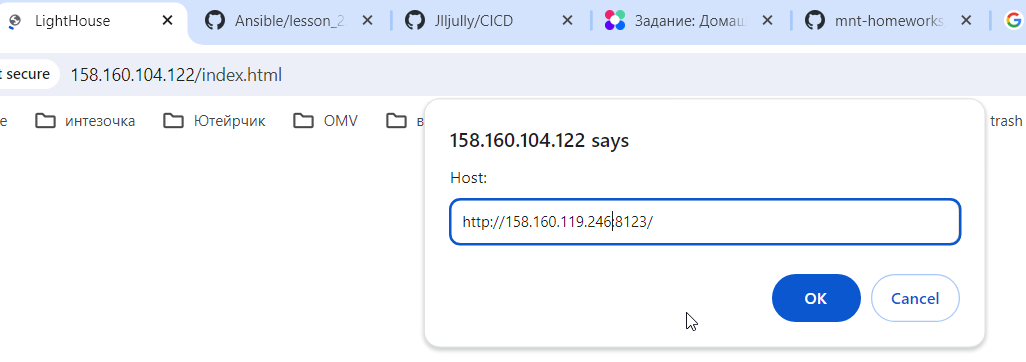 LightHouse
Ansible/lesson_2
Jlljully/CICD
Задание: Домаш
mnt-homeworks
t secure
158.160.104.122/index.html
e
интезочка
Ютейрчик
OMV
в
trash
158.160.104.122 says
Host:
http://158.160.119.246:8123/
OK
Cancel